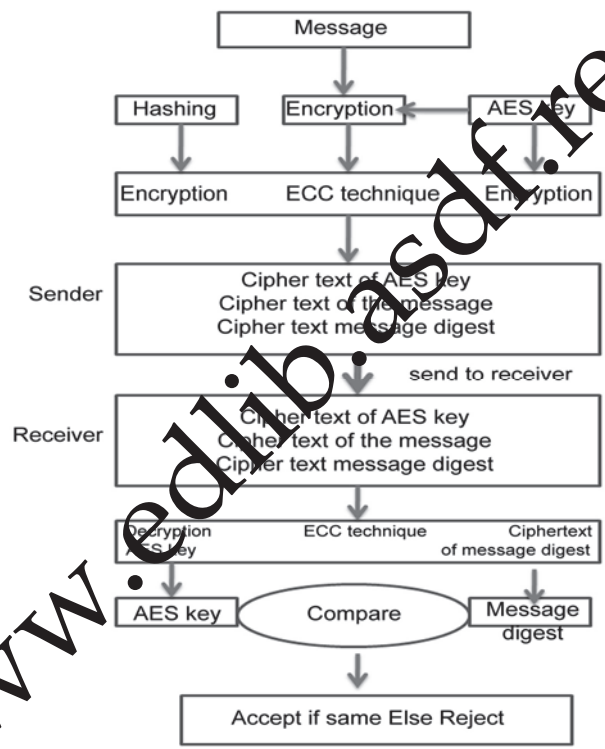 Message
Hashing
Encryption
AES key
Encryption
ECC technique
Encryption
Sender
Cipher text of AES key
Cipher text of the message
Cipher text message digest
send to receiver
Receiver
Cipher text of AES key
Cipher text of the message
Cipher text message digest
Decryption
AES key
ECC technique
Ciphertext
of message digest
AES key
Compare
Message
digest
Accept if same Else Reject
w.edlib.asdf.re